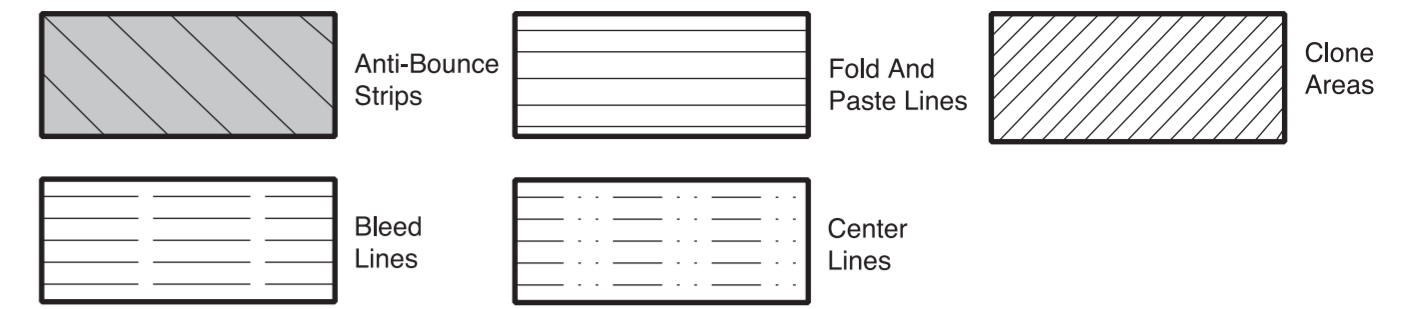 Anti-Bounce
Strips
Fold And
Paste Lines
Clone
Areas
Bleed
Lines
Center
Lines